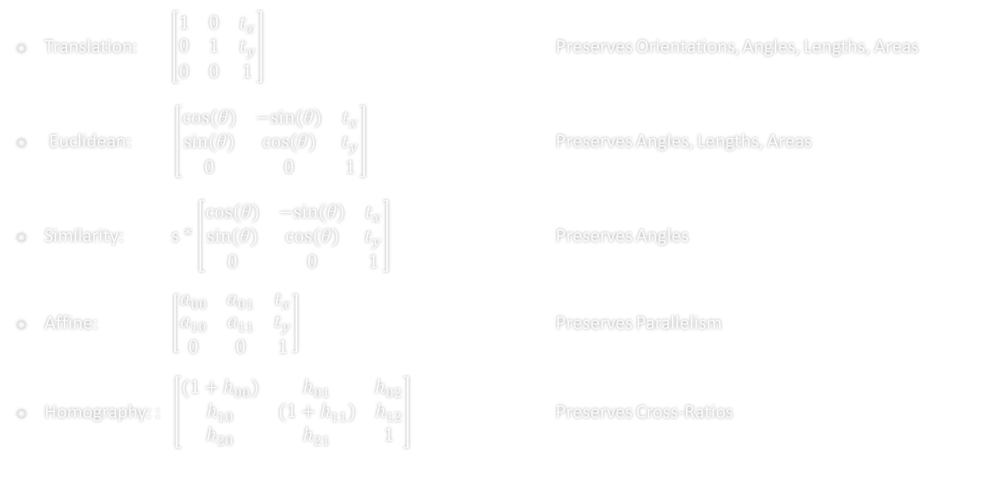 ○ Translation: [1 0 t_x; 0 1 t_y; 0 0 1] Preserves Orientations, Angles, Lengths, Areas
○ Euclidean: [cos(θ) −sin(θ) t_x; sin(θ) cos(θ) t_y; 0 0 1] Preserves Angles, Lengths, Areas
○ Similarity: s * [cos(θ) −sin(θ) t_x; sin(θ) cos(θ) t_y; 0 0 1] Preserves Angles
○ Affine: [a_00 a_01 t_x; a_10 a_11 t_y; 0 0 1] Preserves Parallelism
○ Homography: : [(1 + h_00) h_01 h_02; h_10 (1 + h_11) h_12; h_20 h_21 1] Preserves Cross-Ratios